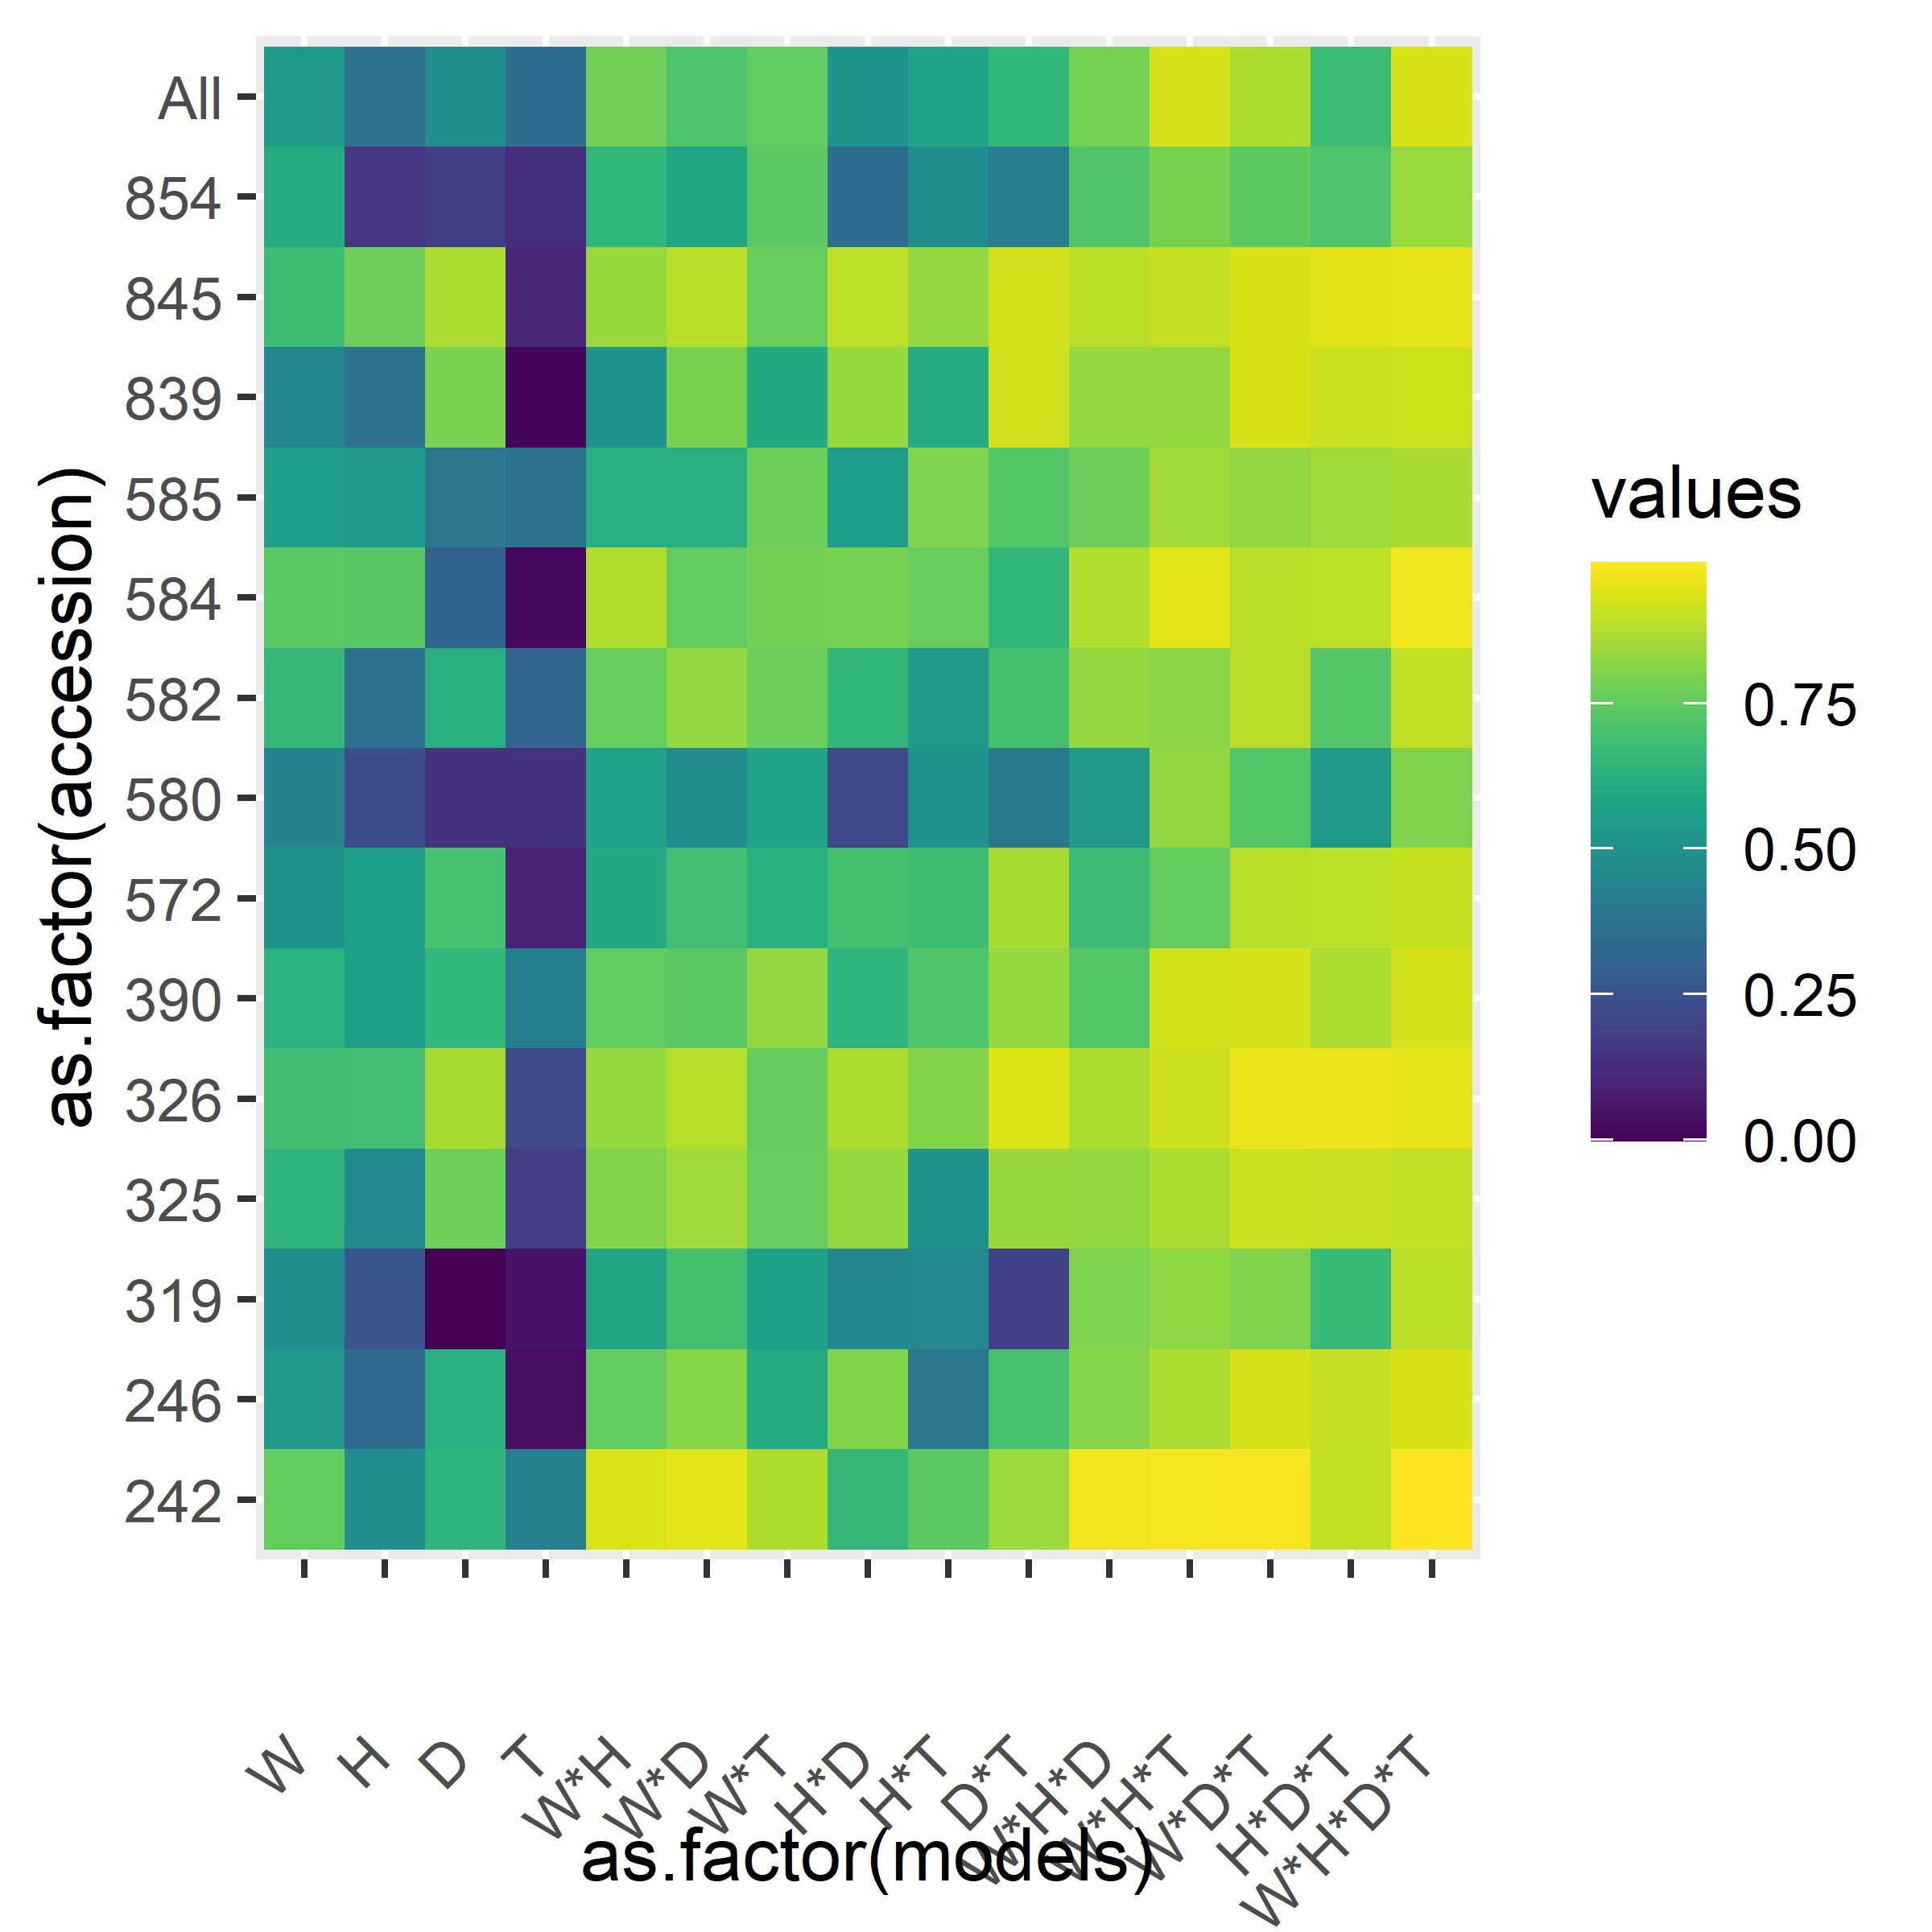 All
854
845
839
585
584
582
580
572
390
326
325
319
246
242
as.factor(accession)
W
H
D
T
W*H
W*D
W*T
H*D
H*T
D*T
W*H*D
W*H*T
W*D*T
H*D*T
W*H*D*T
as.factor(models)
values
0.75
0.50
0.25
0.00